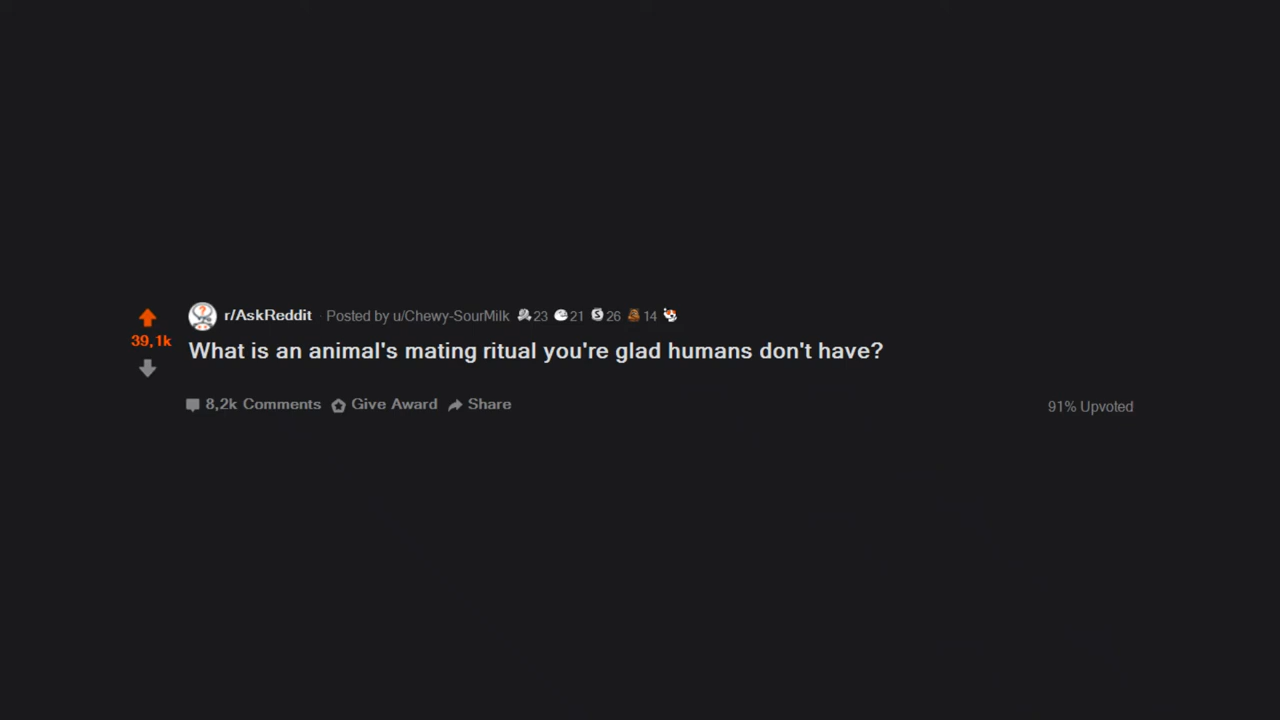 r/AskReddit · Posted by u/Chewy-SourMilk 23 21 26 14
39,1k
What is an animal's mating ritual you're glad humans don't have?
8,2k Comments Give Award Share 91% Upvoted